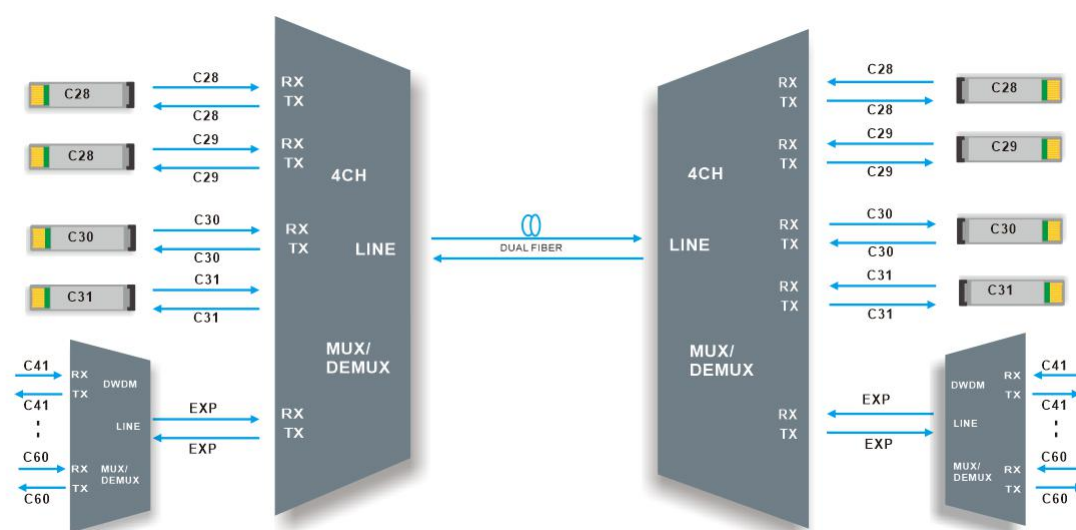 C28
C28
RX
TX
C28
C29
C28
RX
TX
C29
4CH
C30
C30
RX
TX
C30
LINE
C31
C31
C31
MUX/
DEMUX
EXP
RX
TX
EXP
C41
RX
TX
C41
DWDM
LINE
C60
RX
TX
C60
MUX/
DEMUX
DUAL FIBER
RX
TX
C28
C28
C28
RX
TX
C29
C29
C29
4CH
RX
TX
C30
C30
C30
LINE
RX
TX
C31
C31
C31
MUX/
DEMUX
RX
TX
EXP
EXP
DWDM
RX
TX
C41
C41
LINE
MUX/
DEMUX
RX
TX
C60
C60